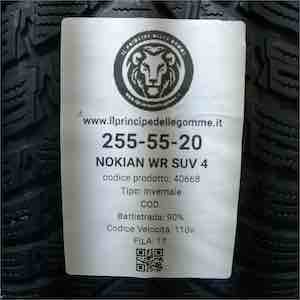 IL PRINCIPE DELLE GOMME
www.ilprincipedellegomme.it
255-55-20
NOKIAN WR SUV 4
codice prodotto: 40668
Tipo: Invernale
COD.
Battistrada: 90%
Codice Velocità: 110v
FILA: 17